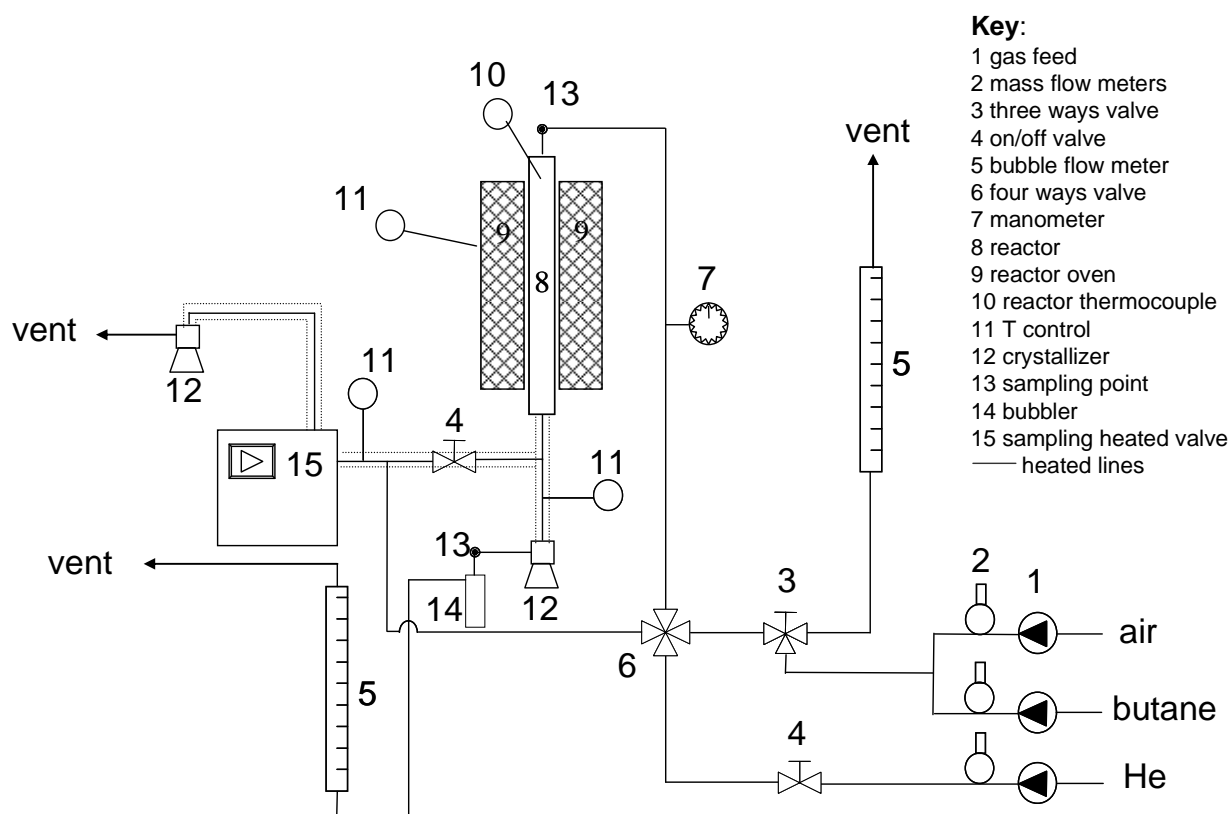 Key:
1 gas feed
2 mass flow meters
3 three ways valve
4 on/off valve
5 bubble flow meter
6 four ways valve
7 manometer
8 reactor
9 reactor oven
10 reactor thermocouple
11 T control
12 crystallizer
13 sampling point
14 bubbler
15 sampling heated valve
heated lines
10
13
vent
11
9
9
8
7
vent
12
11
4
5
15
11
vent
13
14
12
3
2
1
air
6
5
butane
4
He